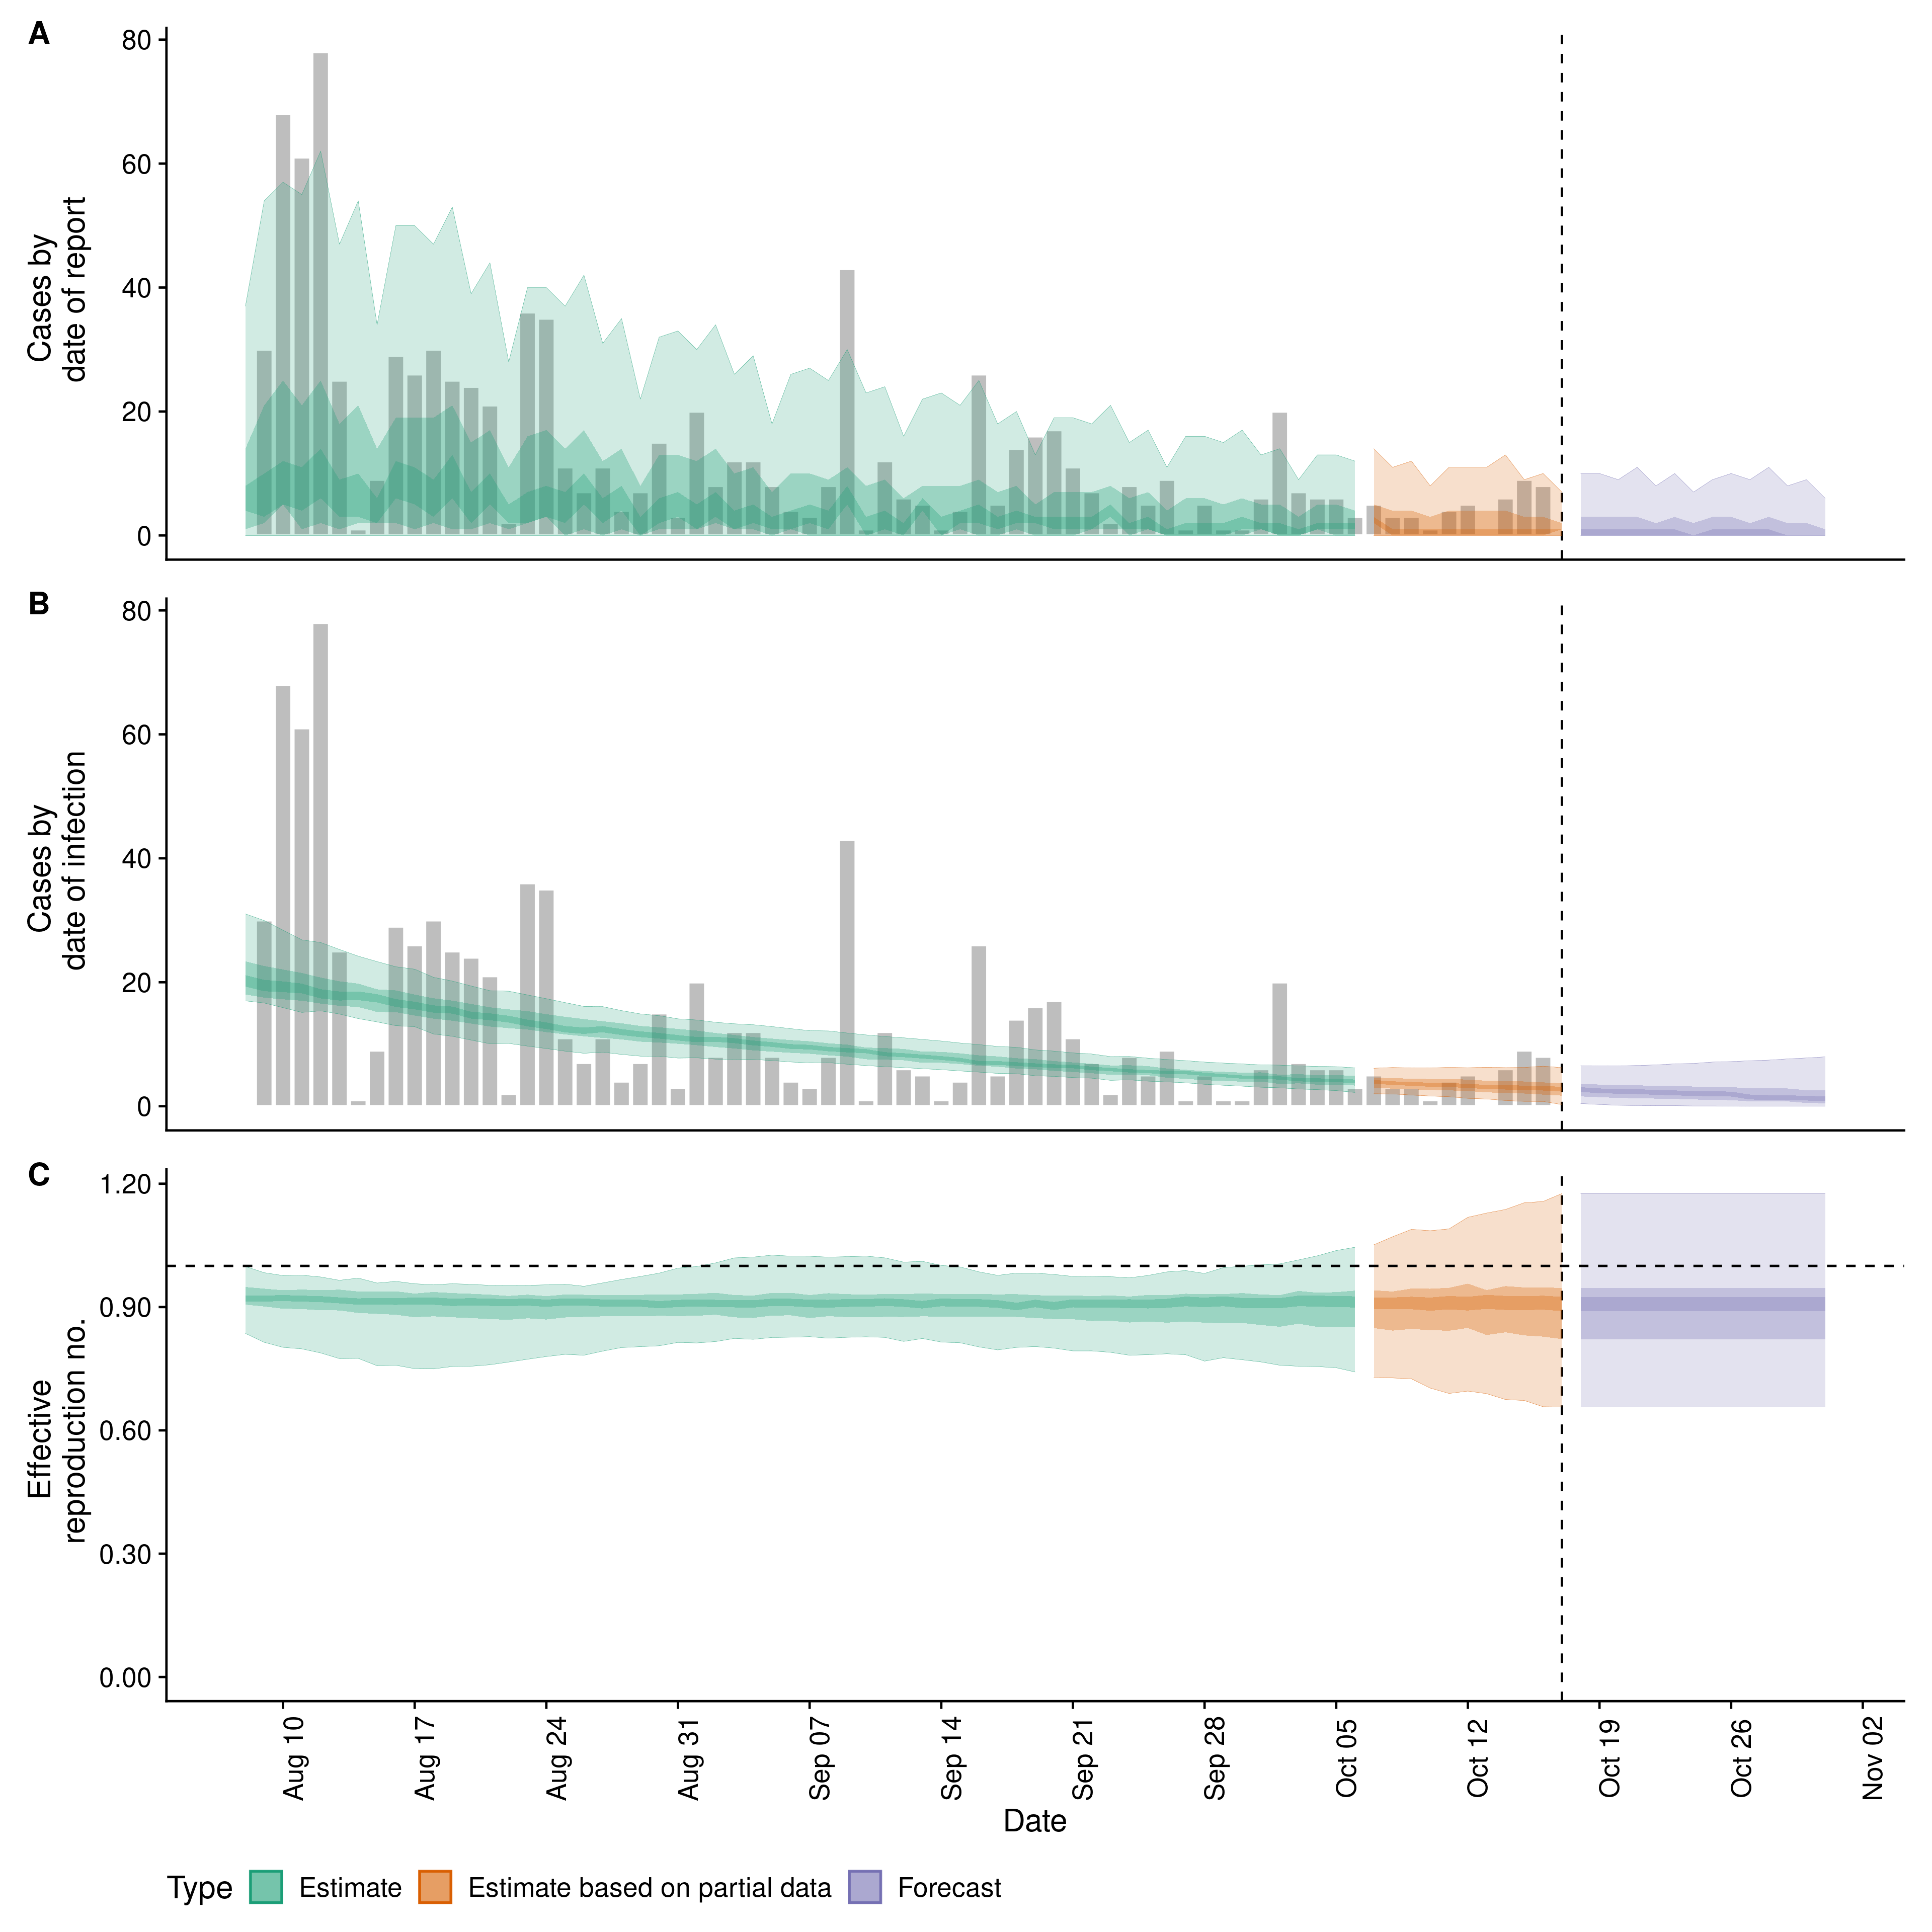 A
80
60
40
20
0
Cases by
date of report
B
80
60
40
20
0
Cases by
date of infection
C
1.20
0.90
0.60
0.30
0.00
Effective
reproduction no.
Aug 10
Aug 17
Aug 24
Aug 31
Sep 07
Sep 14
Sep 21
Sep 28
Oct 05
Oct 12
Oct 19
Oct 26
Nov 02
Date
Type Estimate Estimate based on partial data Forecast